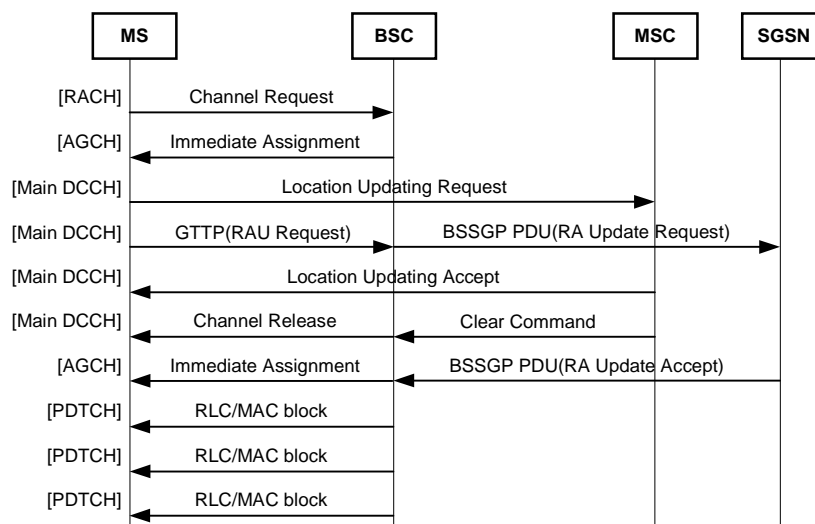 MS BSC MSC SGSN
[RACH] Channel Request
[AGCH] Immediate Assignment
[Main DCCH] Location Updating Request
[Main DCCH] GTTP(RAU Request) BSSGP PDU(RA Update Request)
[Main DCCH] Location Updating Accept
[Main DCCH] Channel Release Clear Command
[AGCH] Immediate Assignment BSSGP PDU(RA Update Accept)
[PDTCH] RLC/MAC block
[PDTCH] RLC/MAC block
[PDTCH] RLC/MAC block